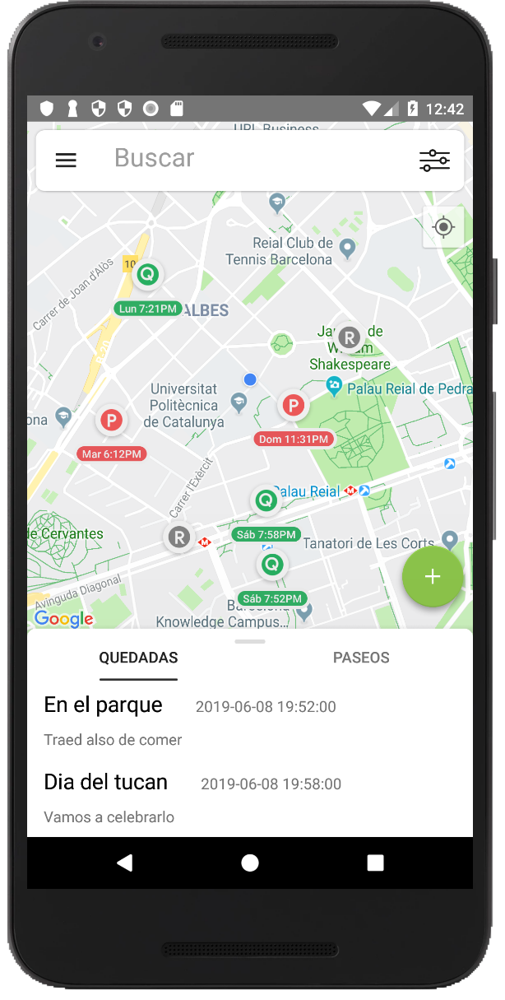 12:42
URL Business
Buscar
Reial Club de
Tennis Barcelona
10
Carrer de Joan d'Alòs
Q
Lun 7:21PM
B-20
R
de
Shakespeare
Universitat
Politècnica
de Catalunya
Palau Reial de Pedra
ona
P
Mar 6:12PM
P
Dom 11:31PM
Carrer l'Exèrcit
Q
Palau Reial
M
Sáb 7:58PM
de Cervantes
R
M
Tanatori de Les Corts
Q
Avinguda Diagonal
Sáb 7:52PM
+
Google
Knowledge Campus...
QUEDADAS
PASEOS
En el parque
2019-06-08 19:52:00
Traed also de comer
Dia del tucan
2019-06-08 19:58:00
Vamos a celebrarlo